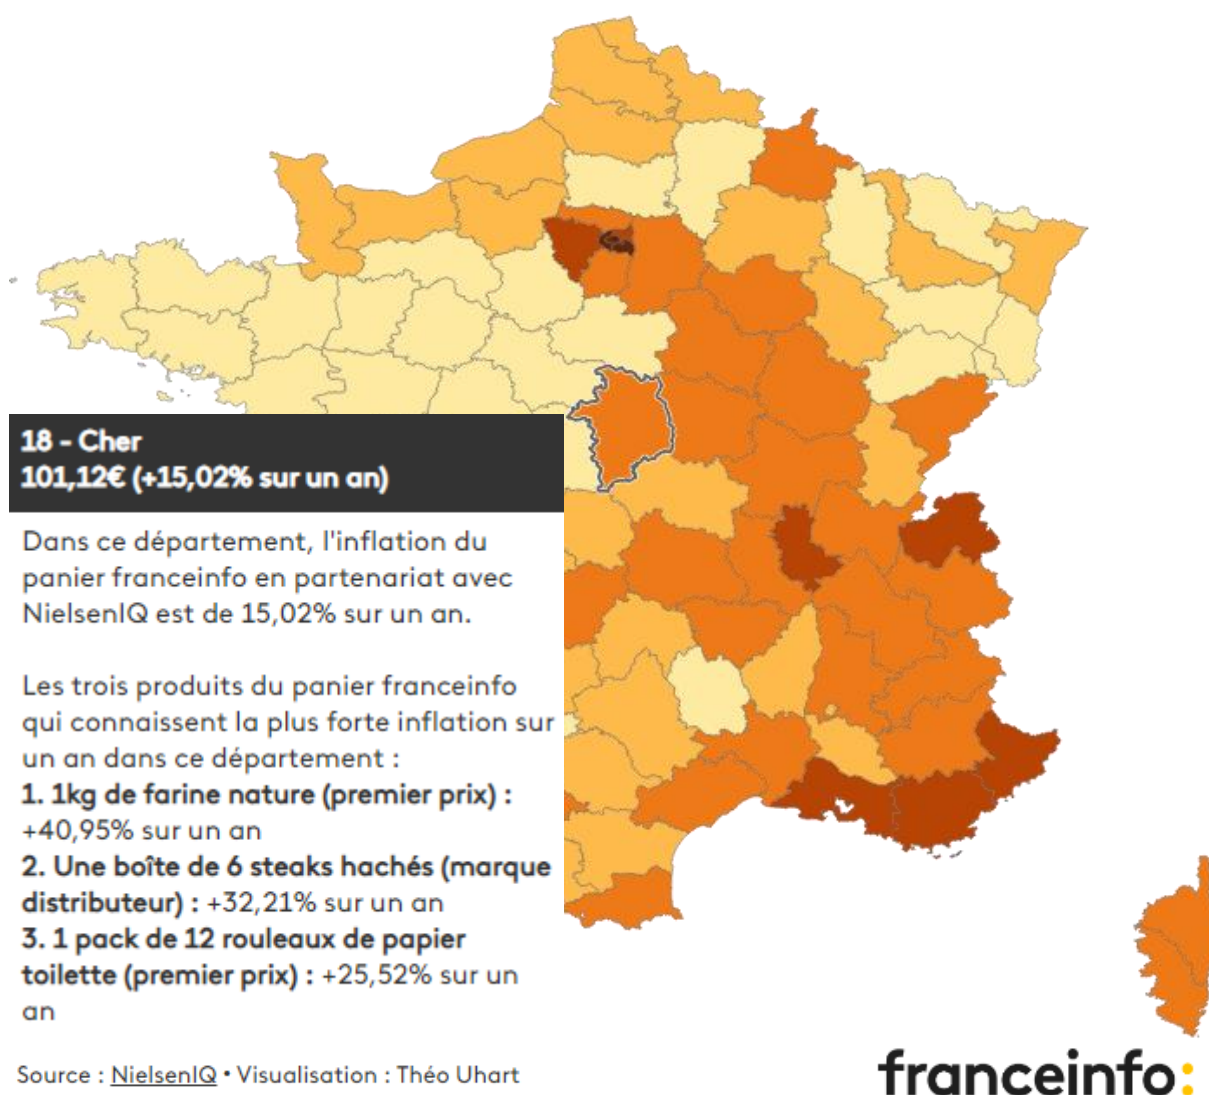 18 - Cher
101,12€ (+15,02% sur un an)
Dans ce département, l'inflation du
panier franceinfo en partenariat avec
NielsenIQ est de 15,02% sur un an.
Les trois produits du panier franceinfo
qui connaissent la plus forte inflation sur
un an dans ce département :
1. 1kg de farine nature (premier prix) :
+40,95% sur un an
2. Une boîte de 6 steaks hachés (marque
distributeur) : +32,21% sur un an
3. 1 pack de 12 rouleaux de papier
toilette (premier prix) : +25,52% sur un
an
Source : NielsenIQ • Visualisation : Théo Uhart
franceinfo: